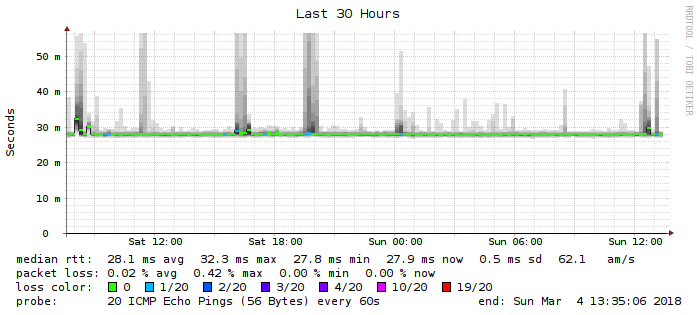 Last 30 Hours
RRDTOOL / TOBI OETIKER
Seconds
50 m
40 m
30 m
20 m
10 m
0
Sat 12:00 Sat 18:00 Sun 00:00 Sun 06:00 Sun 12:00
median rtt: 28.1 ms avg 32.3 ms max 27.8 ms min 27.9 ms now 0.5 ms sd 62.1 am/s
packet loss: 0.02 % avg 0.42 % max 0.00 % min 0.00 % now
loss color: 0 1/20 2/20 3/20 4/20 10/20 19/20
probe: 20 ICMP Echo Pings (56 Bytes) every 60s end: Sun Mar 4 13:35:06 2018